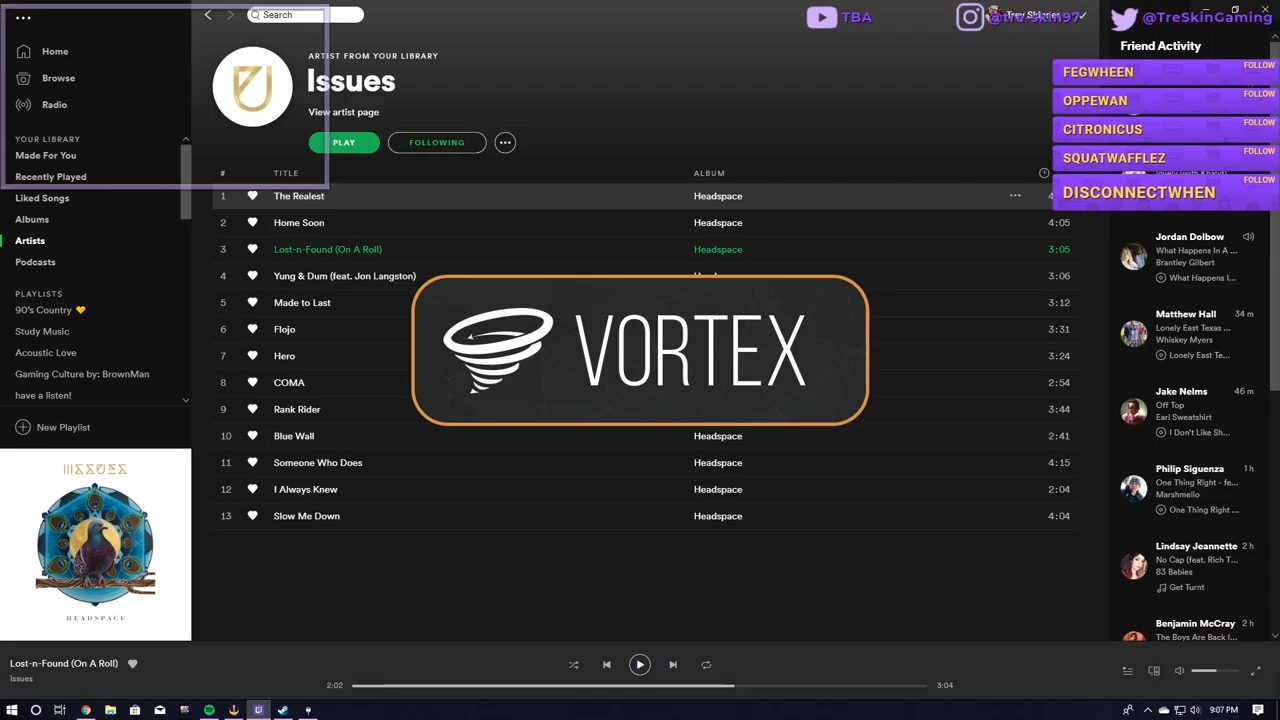 Search
TBA
@tre_skin97
@TreSkinGaming
Home
Browse
Radio
YOUR LIBRARY
Made For You
Recently Played
Liked Songs
Albums
Artists
Podcasts
PLAYLISTS
90's Country 💛
Study Music
Acoustic Love
Gaming Culture by: BrownMan
have a listen!
New Playlist
ISSUES
HEADSPACE
ARTIST FROM YOUR LIBRARY
Issues
View artist page
PLAY
FOLLOWING
# TITLE ALBUM
1 The Realest Headspace
2 Home Soon Headspace 4:05
3 Lost-n-Found (On A Roll) Headspace 3:05
4 Yung & Dum (feat. Jon Langston) 3:06
5 Made to Last 3:12
6 Flojo 3:31
7 Hero 3:24
8 COMA 2:54
9 Rank Rider 3:44
10 Blue Wall Headspace 2:41
11 Someone Who Does Headspace 4:15
12 I Always Knew Headspace 2:04
13 Slow Me Down Headspace 4:04
VORTEX
Friend Activity
FEGWHEEN FOLLOW
OPPEWAN FOLLOW
CITRONICUS FOLLOW
SQUATWAFFLEZ FOLLOW
DISCONNECTWHEN FOLLOW
Jordan Dolbow
What Happens In A ...
Brantley Gilbert
What Happens I...
Matthew Hall 34 m
Lonely East Texas ...
Whiskey Myers
Lonely East Te...
Jake Nelms 46 m
Off Top
Earl Sweatshirt
I Don't Like Sh...
Philip Siguenza 1 h
One Thing Right - fe...
Marshmello
One Thing Right ...
Lindsay Jeannette 2 h
No Cap (feat. Rich T...
83 Babies
Get Turnt
Benjamin McCray 2 h
The Boys Are Back I...
Lost-n-Found (On A Roll)
Issues
2:02
3:04
9:07 PM